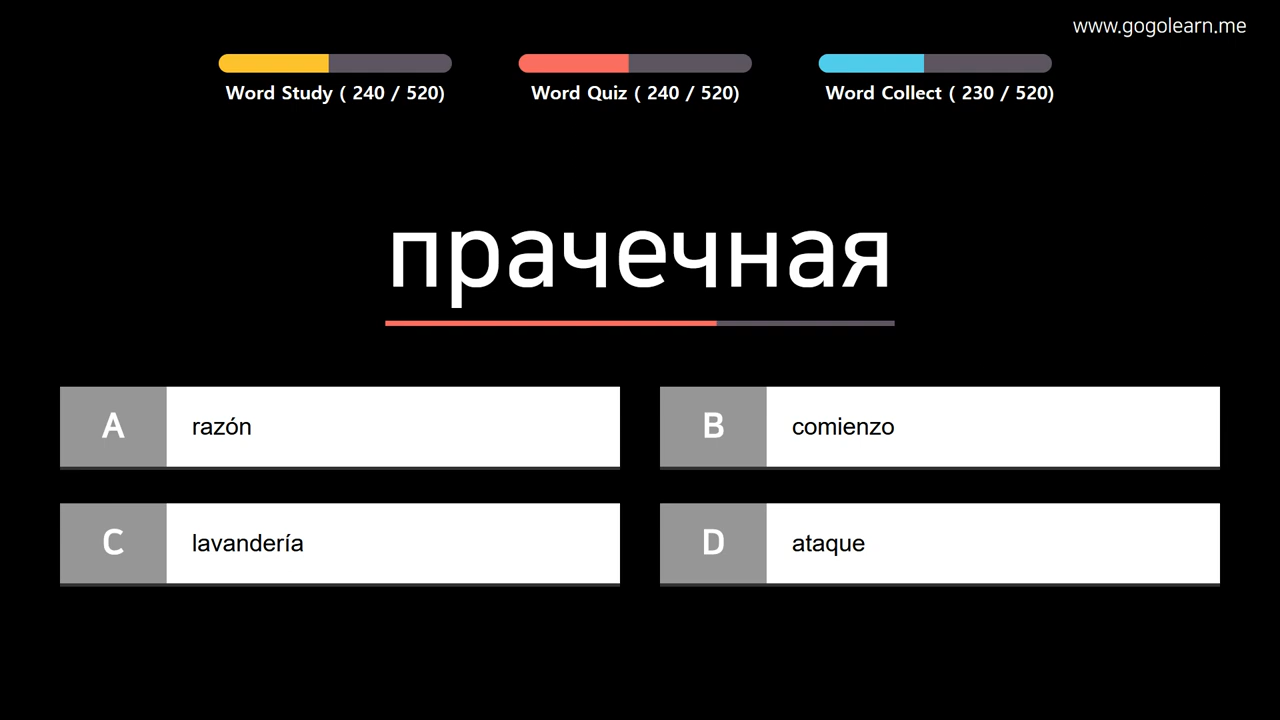 www.gogolearn.me
Word Study ( 240 / 520)
Word Quiz ( 240 / 520)
Word Collect ( 230 / 520)
прачечная
A razón
B comienzo
C lavandería
D ataque